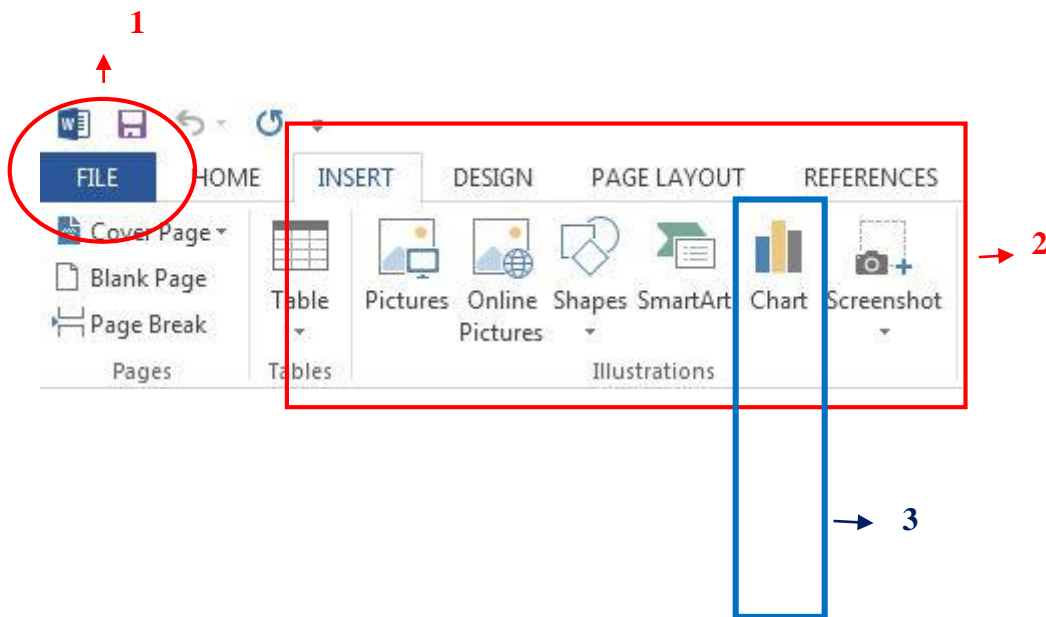 1
FILE HOME INSERT DESIGN PAGE LAYOUT REFERENCES
Cover Page
Blank Page
Page Break
Table
Pictures
Online
Pictures
Shapes
SmartArt
Chart
Screenshot
Pages
Tables
Illustrations
2
3